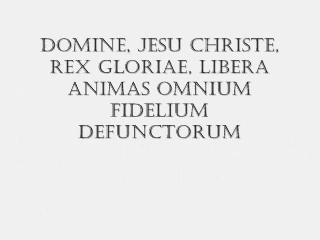 DOMINE, JESU CHRISTE,
REX GLORIAE, LIBERA
ANIMAS OMNIUM
FIDELIUM
DEFUNCTORUM